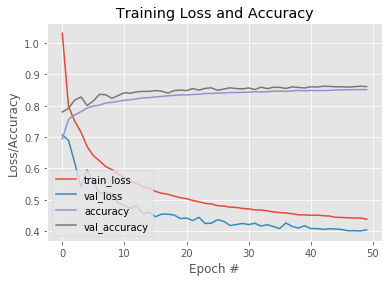 Training Loss and Accuracy
Loss/Accuracy
1.0
0.9
0.8
0.7
0.6
0.5
0.4
train_loss
val_loss
accuracy
val_accuracy
0 10 20 30 40 50
Epoch #